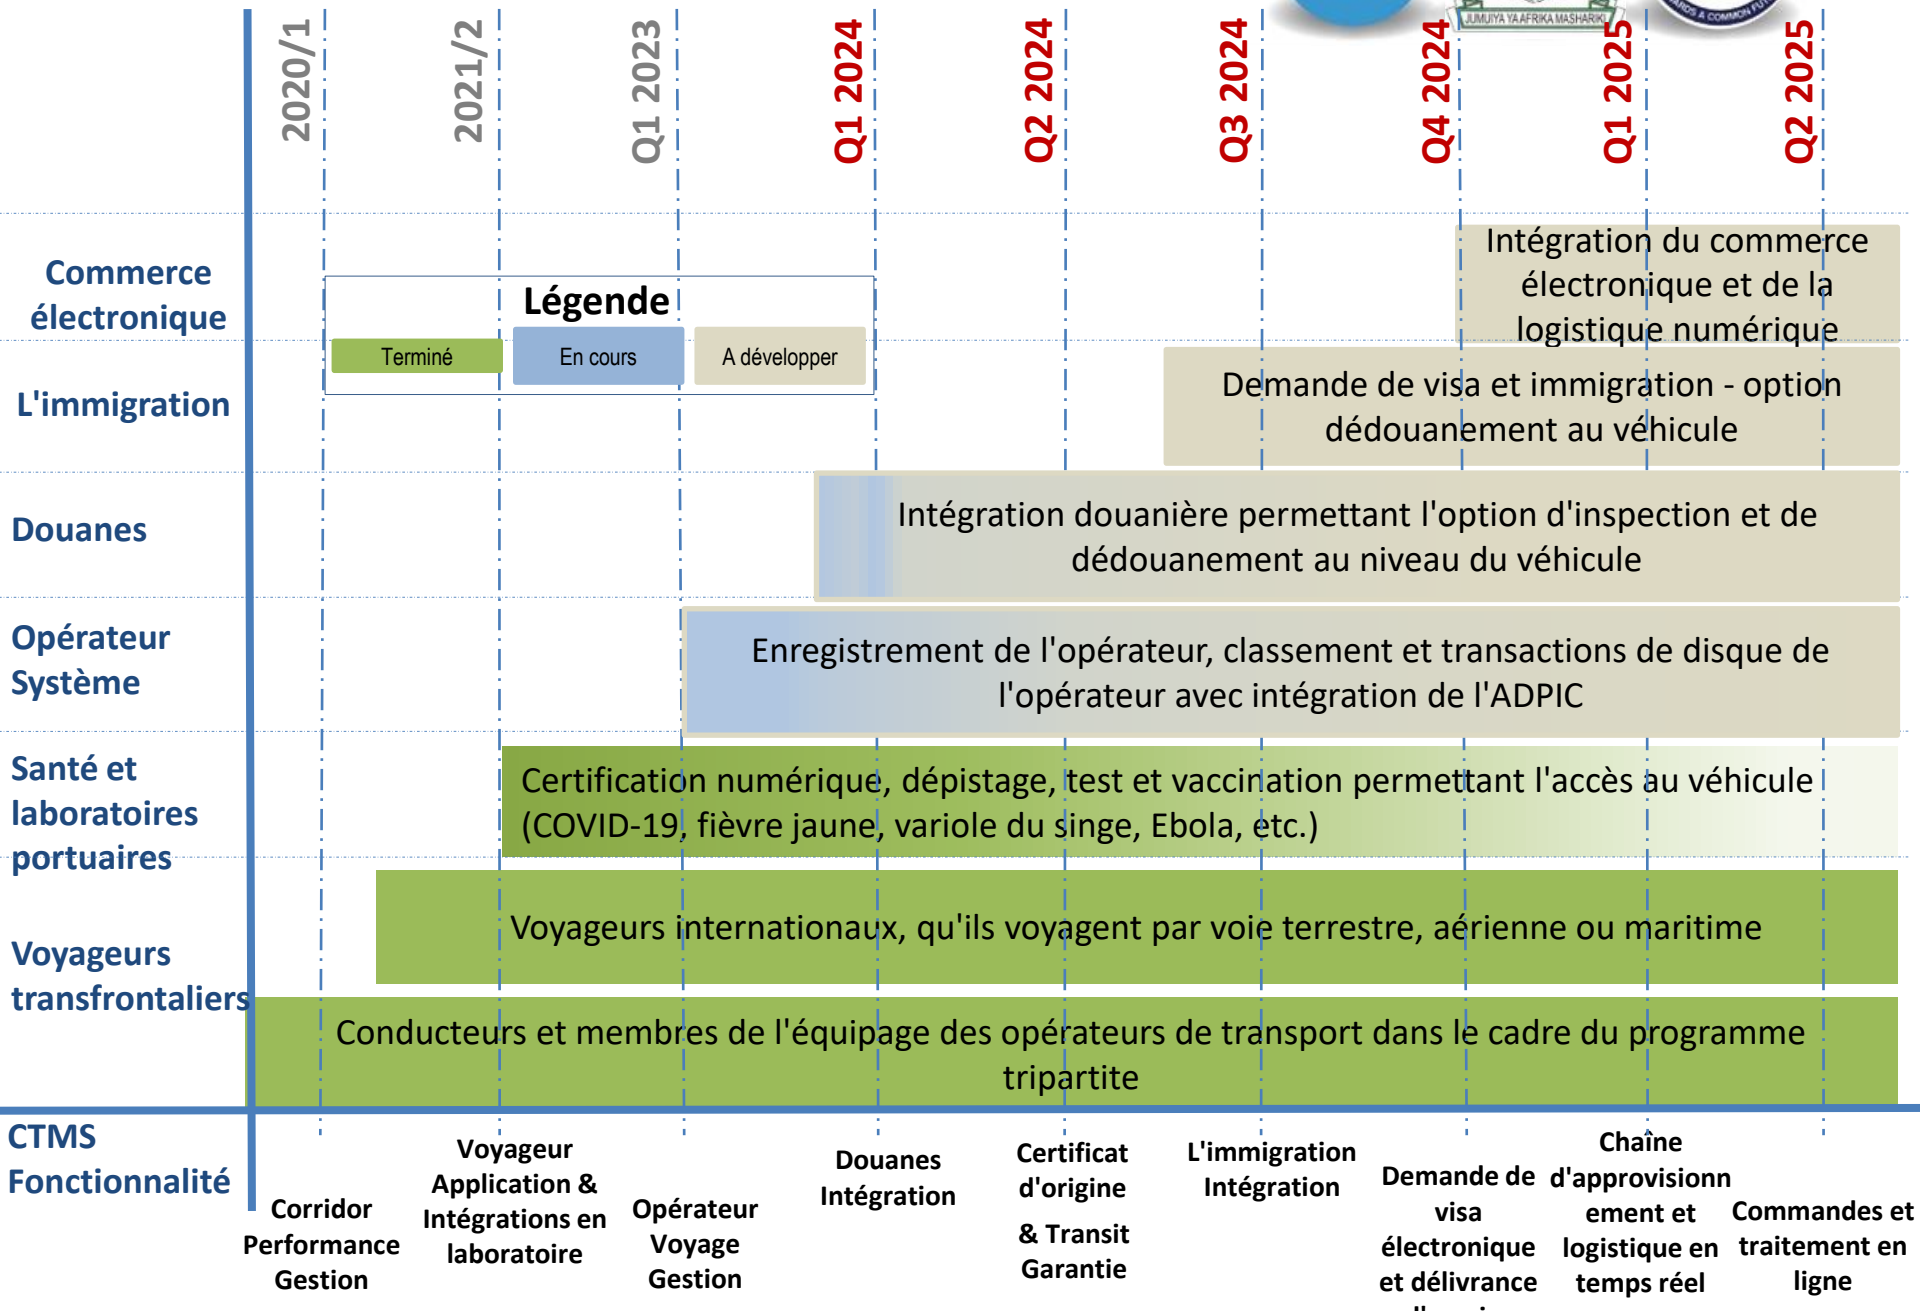 JUMUIYA YA AFRIKA MASHARIKI
ARDS A COMMON FUT
2020/1
2021/2
Q1 2023
Q1 2024
Q2 2024
Q3 2024
Q4 2024
Q1 2025
Q2 2025
Commerce
électronique
Intégration du commerce
électronique et de la
logistique numérique
Légende
Terminé
En cours
A développer
L'immigration
Demande de visa et immigration - option
dédouanement au véhicule
Douanes
Intégration douanière permettant l'option d'inspection et de
dédouanement au niveau du véhicule
Opérateur
Système
Enregistrement de l'opérateur, classement et transactions de disque de
l'opérateur avec intégration de l'ADPIC
Santé et
laboratoires
portuaires
Certification numérique, dépistage, test et vaccination permettant l'accès au véhicule
(COVID-19, fièvre jaune, variole du singe, Ebola, etc.)
Voyageurs
transfrontaliers
Voyageurs internationaux, qu'ils voyagent par voie terrestre, aérienne ou maritime
Conducteurs et membres de l'équipage des opérateurs de transport dans le cadre du programme
tripartite
CTMS
Fonctionnalité
Corridor
Performance
Gestion
Voyageur
Application &
Intégrations en
laboratoire
Opérateur
Voyage
Gestion
Douanes
Intégration
Certificat
d'origine
& Transit
Garantie
L'immigration
Intégration
Demande de
visa
électronique
et délivrance
Chaîne
d'approvisionn
ement et
logistique en
temps réel
Commandes et
traitement en
ligne